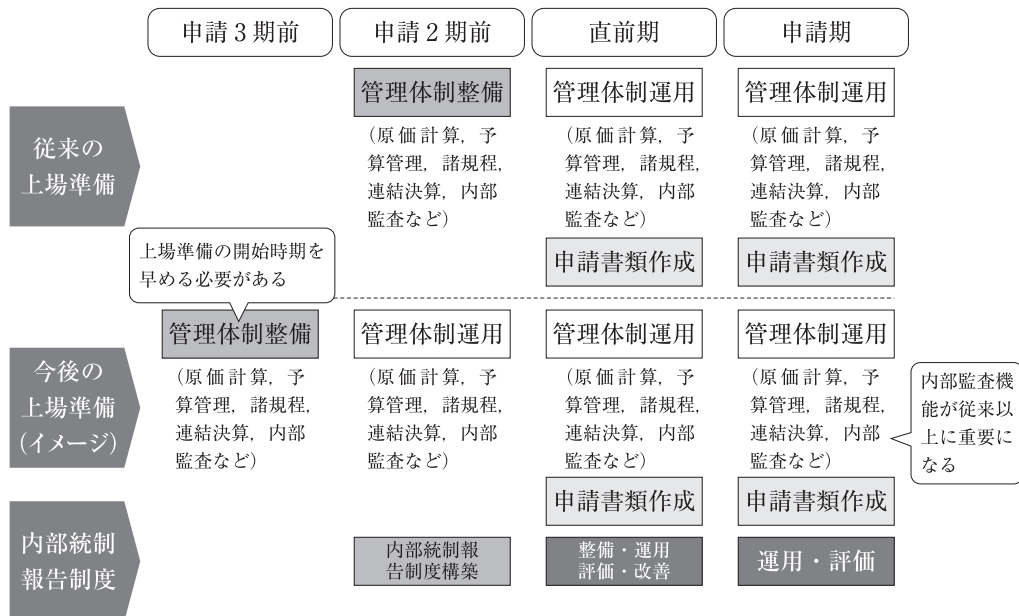 申請3期前
申請2期前
直前期
申請期
従来の
上場準備
管理体制整備
(原価計算，予
算管理，諸規程，
連結決算，内部
監査など)
管理体制運用
(原価計算，予
算管理，諸規程，
連結決算，内部
監査など)
申請書類作成
管理体制運用
(原価計算，予
算管理，諸規程，
連結決算，内部
監査など)
申請書類作成
上場準備の開始時期を
早める必要がある
今後の
上場準備
(イメージ)
管理体制整備
(原価計算，予
算管理，諸規程，
連結決算，内部
監査など)
管理体制運用
(原価計算，予
算管理，諸規程，
連結決算，内部
監査など)
管理体制運用
(原価計算，予
算管理，諸規程，
連結決算，内部
監査など)
申請書類作成
管理体制運用
(原価計算，予
算管理，諸規程，
連結決算，内部
監査など)
申請書類作成
内部監査機
能が従来以
上に重要に
なる
内部統制
報告制度
内部統制報
告制度構築
整備・運用
評価・改善
運用・評価